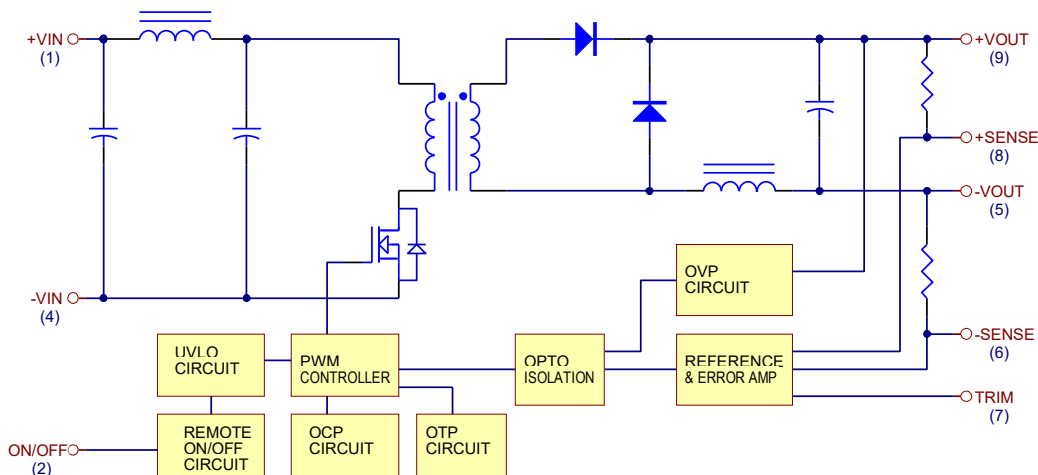 +VIN
(1)
+VOUT
(9)
+SENSE
(8)
-VOUT
(5)
OVP
CIRCUIT
-VIN
(4)
-SENSE
(6)
UVLO
CIRCUIT
PWM
CONTROLLER
OPTO
ISOLATION
REFERENCE
& ERROR AMP
TRIM
(7)
ON/OFF
(2)
REMOTE
ON/OFF
CIRCUIT
OCP
CIRCUIT
OTP
CIRCUIT